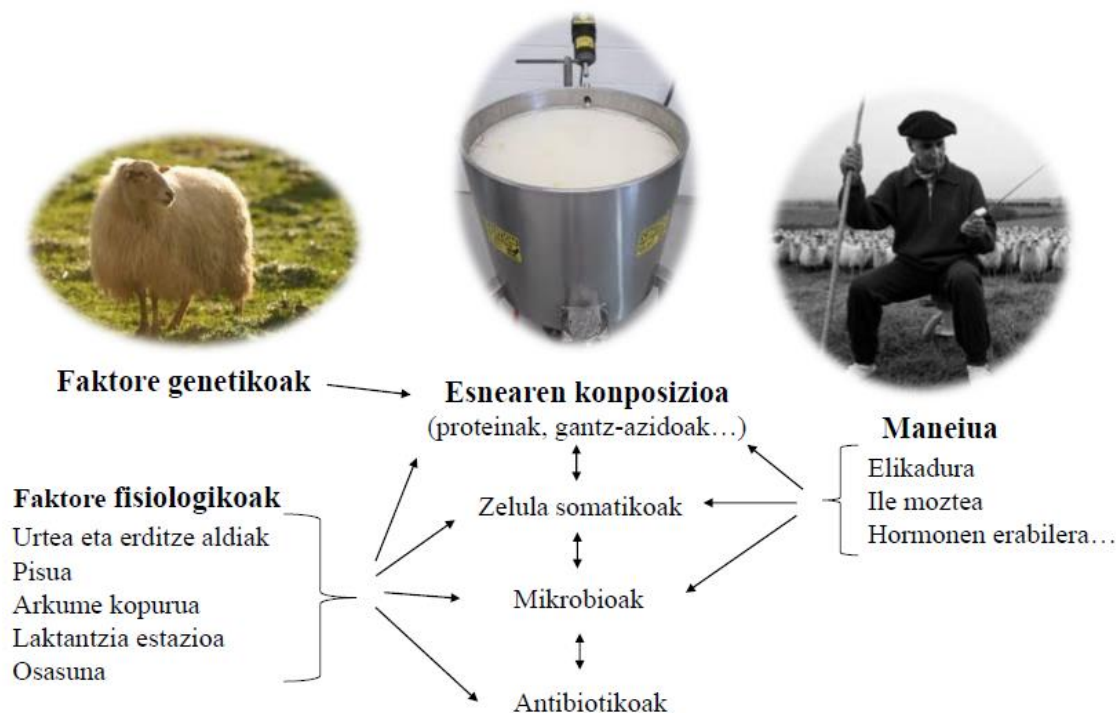 Faktore genetikoak
Esnearen konposizioa
(proteinak, gantz-azidoak…)
Zelula somatikoak
Mikrobioak
Antibiotikoak
Faktore fisiologikoak
Urtea eta erditze aldiak
Pisua
Arkume kopurua
Laktantzia estazioa
Osasuna
Maneiua
Elikadura
Ile moztea
Hormonen erabilera…